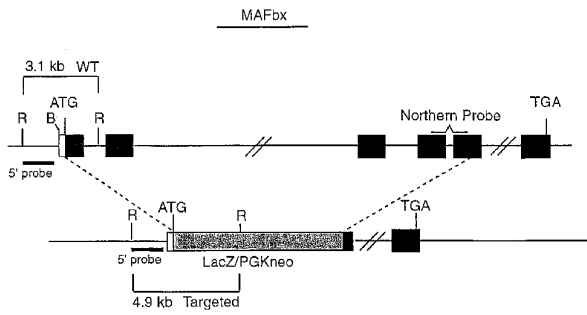 MAFbx
3.1 kb WT
R B ATG R Northern Probe TGA
5' probe
R ATG R TGA
5' probe LacZ/PGKneo
4.9 kb Targeted